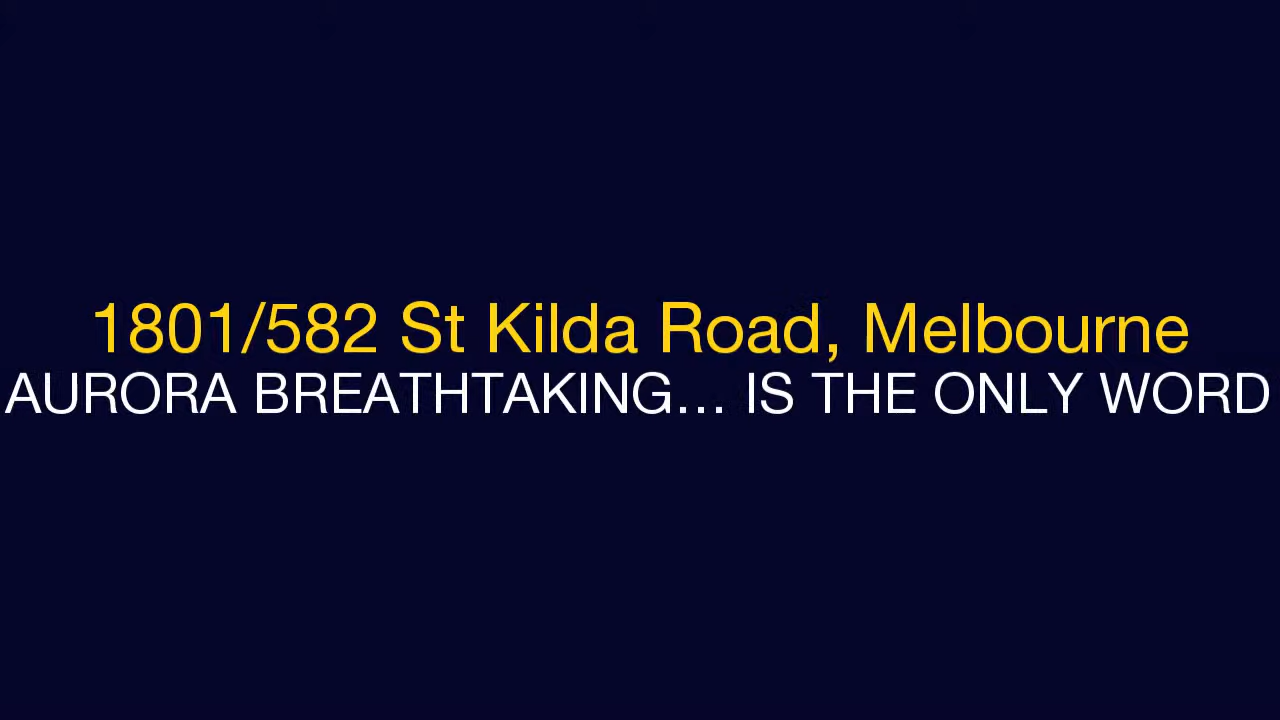 1801/582 St Kilda Road, Melbourne
AURORA BREATHTAKING... IS THE ONLY WORD